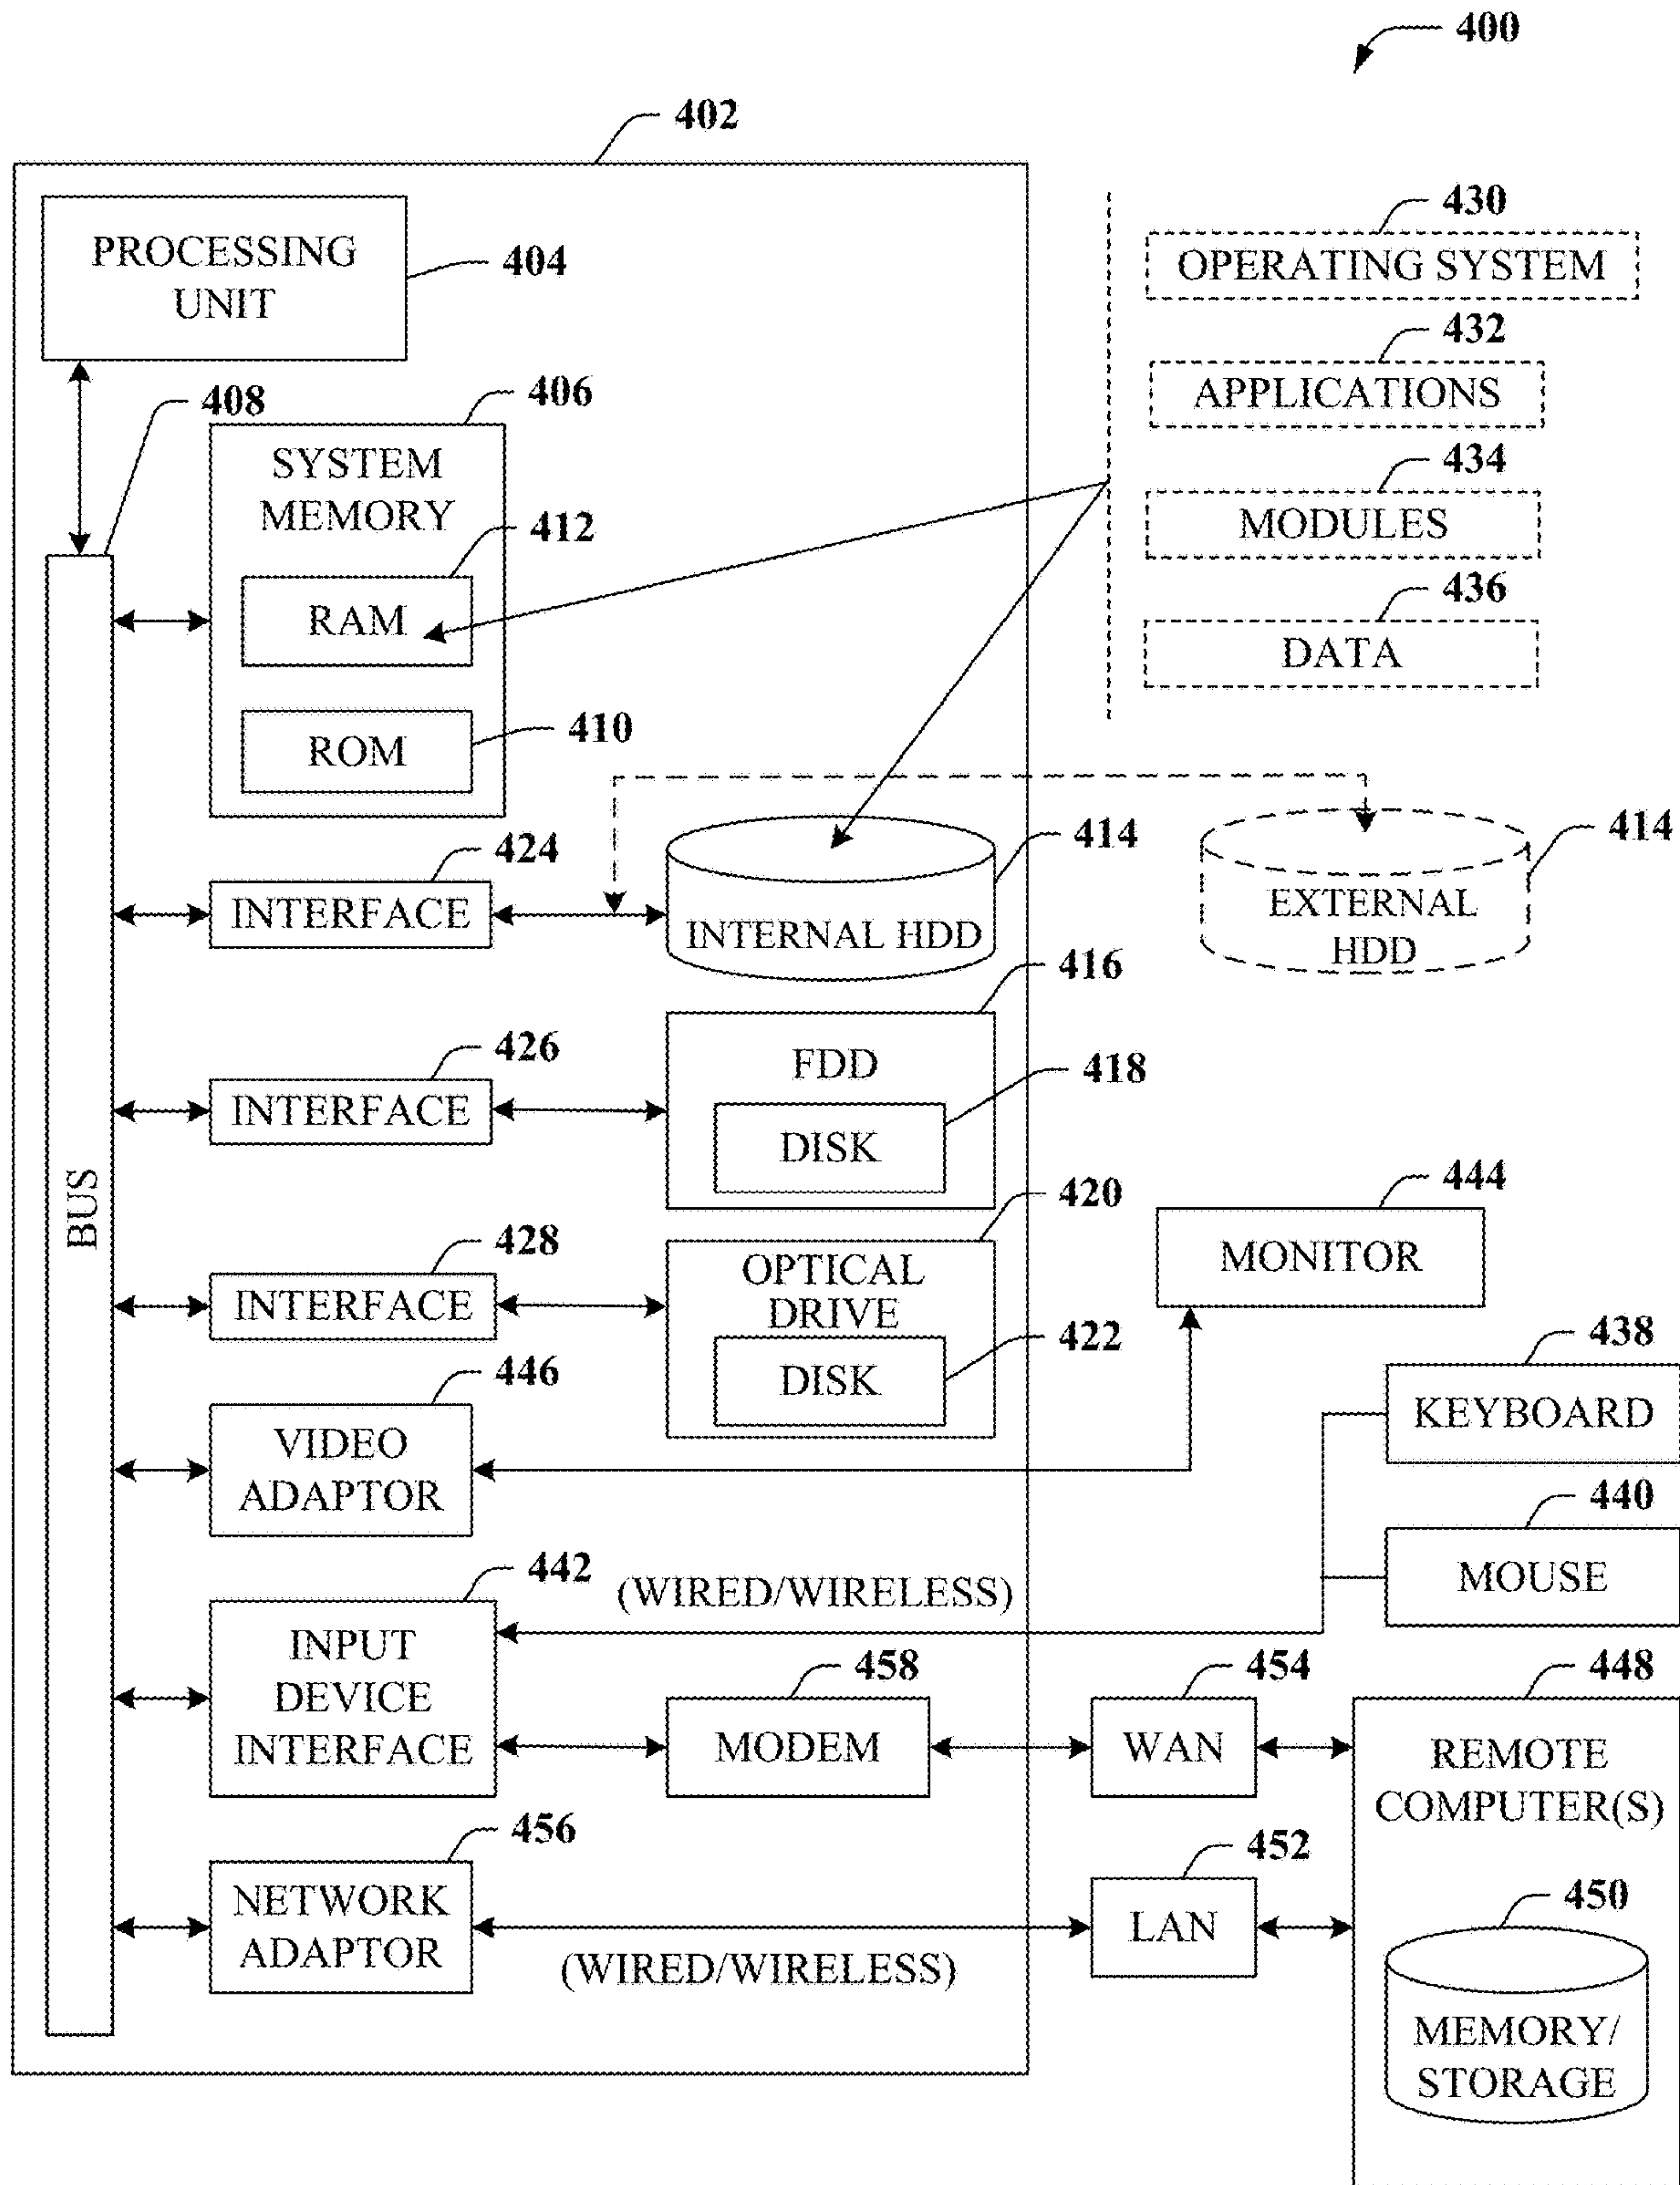 400
402
PROCESSING
UNIT
404
430
OPERATING SYSTEM
432
APPLICATIONS
434
MODULES
436
DATA
408
406
SYSTEM
MEMORY
412
RAM
410
ROM
BUS
424
INTERFACE
414
INTERNAL HDD
414
EXTERNAL
HDD
426
INTERFACE
416
FDD
418
DISK
428
INTERFACE
420
OPTICAL
DRIVE
422
DISK
444
MONITOR
446
VIDEO
ADAPTOR
438
KEYBOARD
440
MOUSE
442
INPUT
DEVICE
INTERFACE
(WIRED/WIRELESS)
458
MODEM
454
WAN
448
REMOTE
COMPUTER(S)
456
NETWORK
ADAPTOR
(WIRED/WIRELESS)
452
LAN
450
MEMORY/
STORAGE